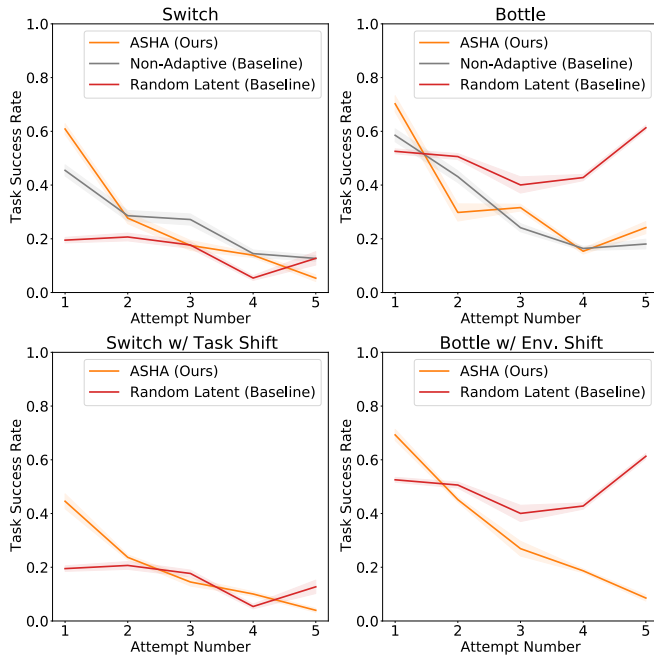 Switch
Task Success Rate
1.0
0.8
0.6
0.4
0.2
0.0
ASHA (Ours)
Non-Adaptive (Baseline)
Random Latent (Baseline)
1 2 3 4 5
Attempt Number
Bottle
Task Success Rate
1.0
0.8
0.6
0.4
0.2
0.0
ASHA (Ours)
Non-Adaptive (Baseline)
Random Latent (Baseline)
1 2 3 4 5
Attempt Number
Switch w/ Task Shift
Task Success Rate
1.0
0.8
0.6
0.4
0.2
0.0
ASHA (Ours)
Random Latent (Baseline)
1 2 3 4 5
Attempt Number
Bottle w/ Env. Shift
Task Success Rate
1.0
0.8
0.6
0.4
0.2
0.0
ASHA (Ours)
Random Latent (Baseline)
1 2 3 4 5
Attempt Number